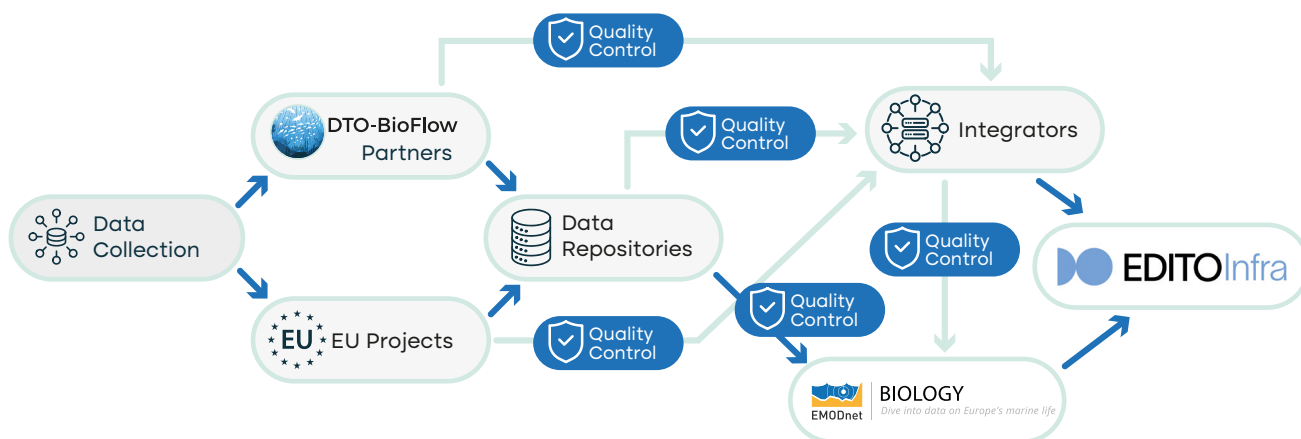 Quality
Control
DTO-BioFlow
Partners
Quality
Control
Integrators
Data
Collection
Data
Repositories
Quality
Control
EDITOInfra
Quality
Control
EU
EU Projects
Quality
Control
EMODnet
BIOLOGY
Dive into data on Europe's marine life